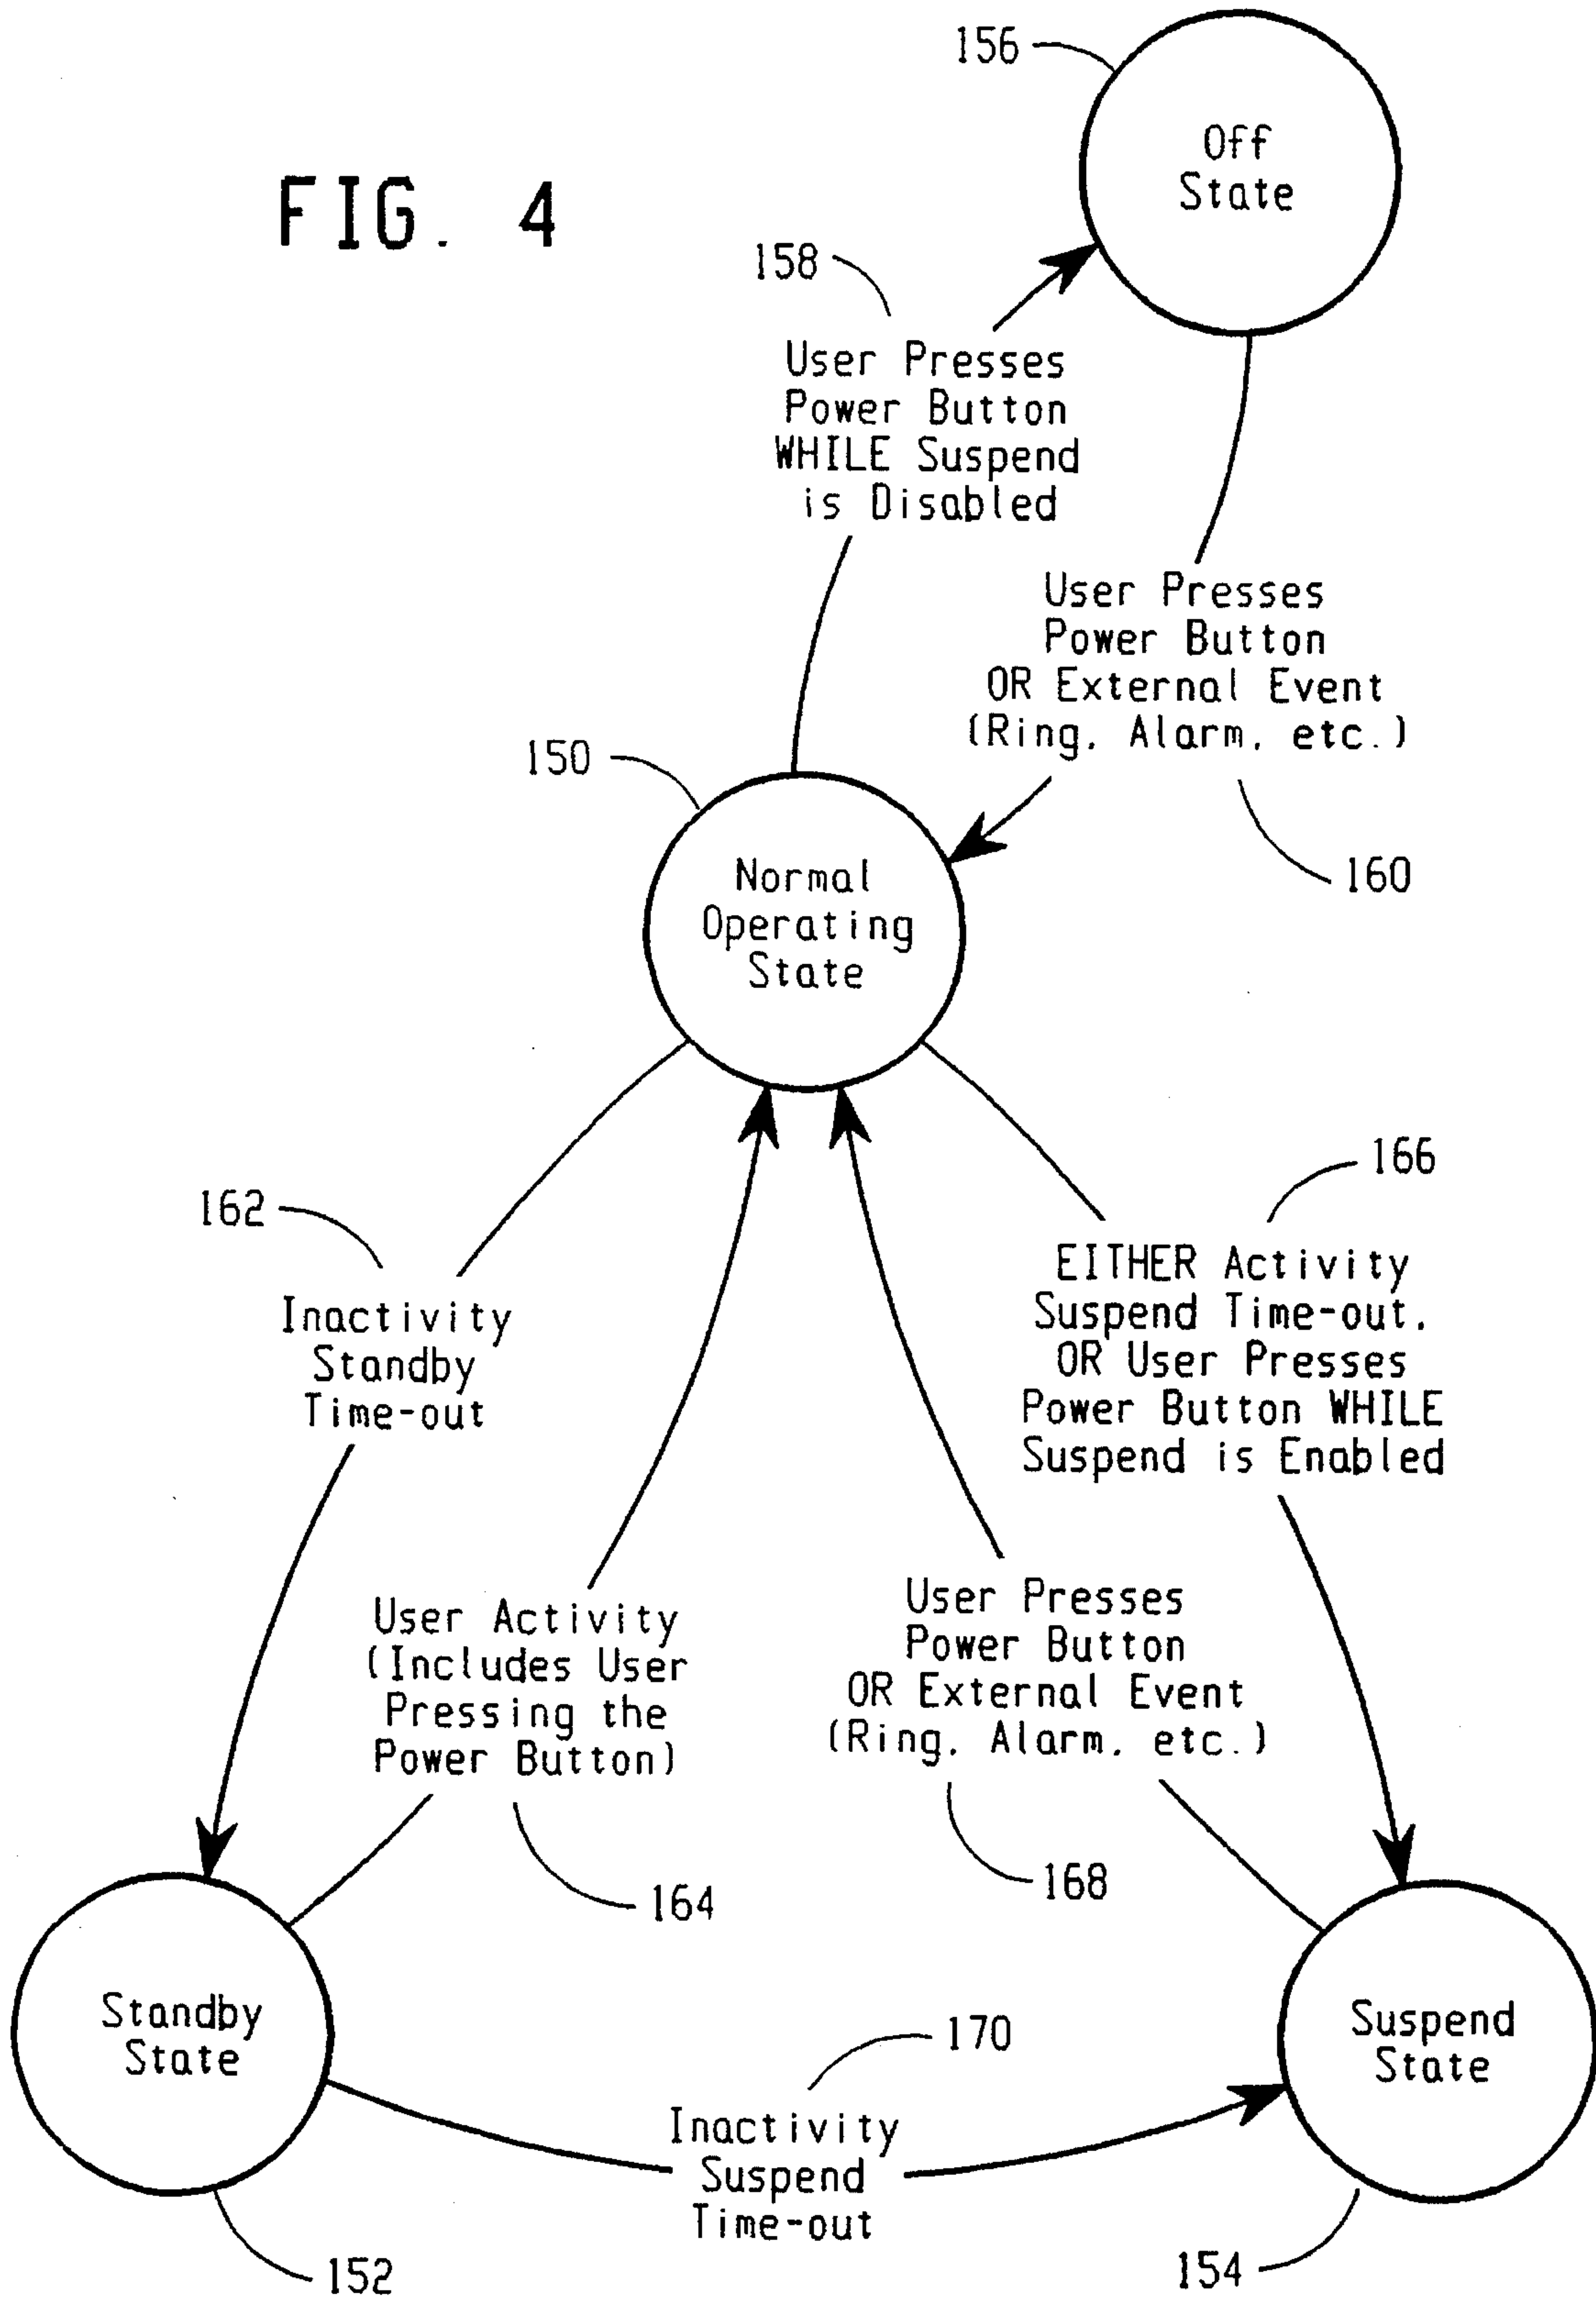 156
Off
State
FIG. 4
158
User Presses
Power Button
WHILE Suspend
is Disabled
User Presses
Power Button
OR External Event
(Ring, Alarm, etc.)
150
160
Normal
Operating
State
166
162
EITHER Activity
Suspend Time-out,
OR User Presses
Power Button WHILE
Suspend is Enabled
Inactivity
Standby
Time-out
User Presses
Power Button
OR External Event
(Ring, Alarm, etc.)
User Activity
(Includes User
Pressing the
Power Button)
168
164
Standby
State
Suspend
State
170
Inactivity
Suspend
Time-out
152
154